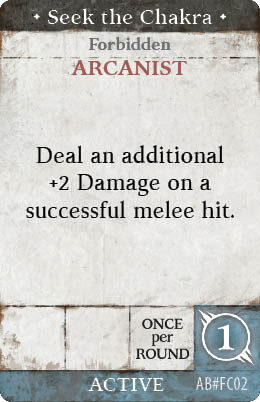 • Seek the Chakra •
Forbidden
ARCANIST
Deal an additional
+2 Damage on a
successful melee hit.
ONCE
per
ROUND
1
ACTIVE
AB#FC02